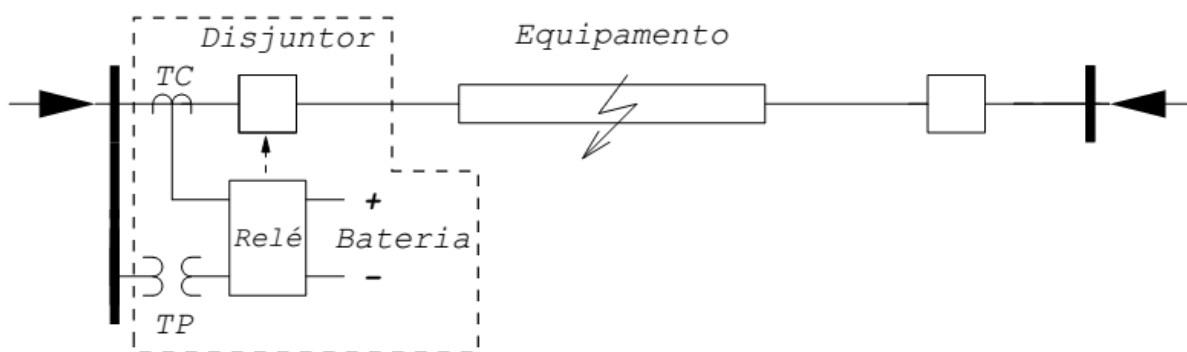 Disjuntor
Equipamento
TC
+
Relé
Bateria
-
TP